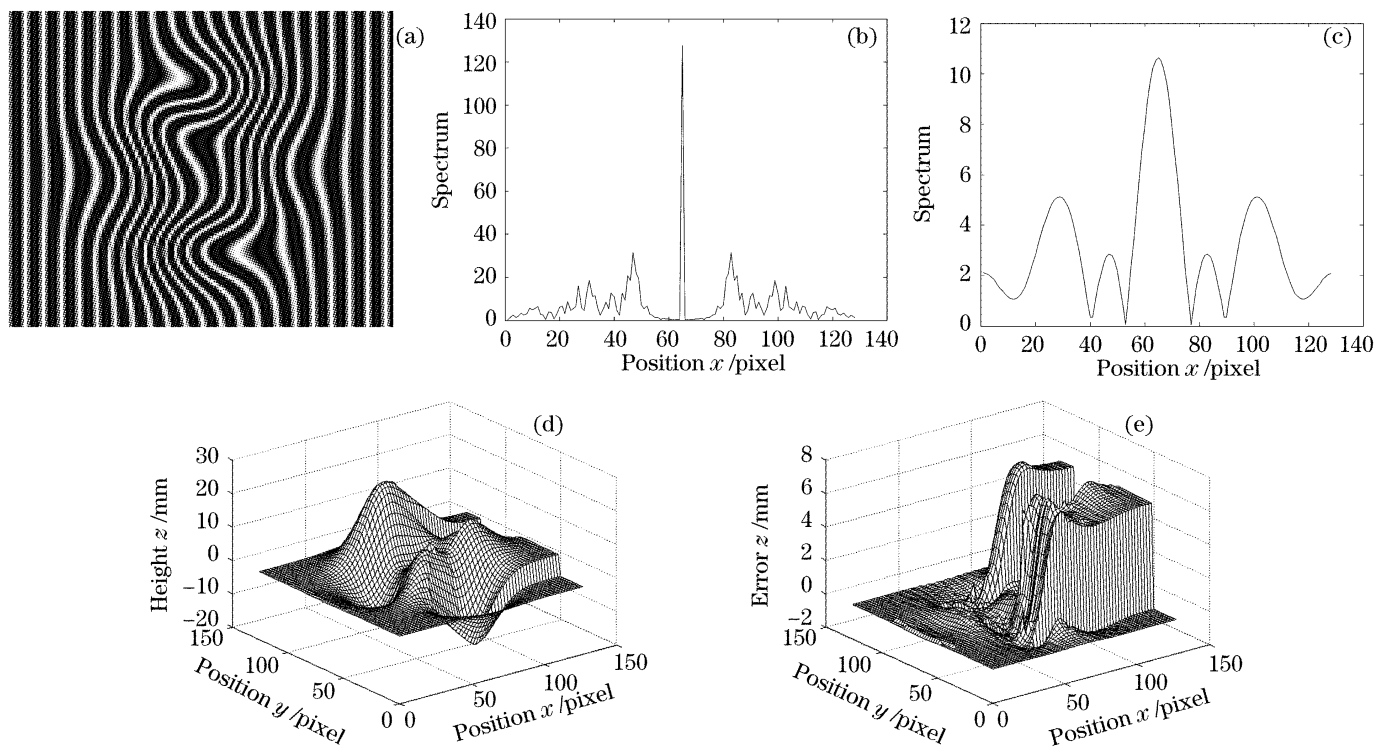 (a)
(b)
140
120
100
80
60
40
20
0
Spectrum
0 20 40 60 80 100 120 140
Position x /pixel
(c)
12
10
8
6
4
2
0
Spectrum
0 20 40 60 80 100 120 140
Position x /pixel
(d)
30
20
10
0
−10
−20
Height z /mm
150
100
50
0
Position y /pixel
0
50
100
150
Position x /pixel
(e)
8
6
4
2
0
−2
Error z /mm
150
100
50
0
Position y /pixel
0
50
100
150
Position x /pixel